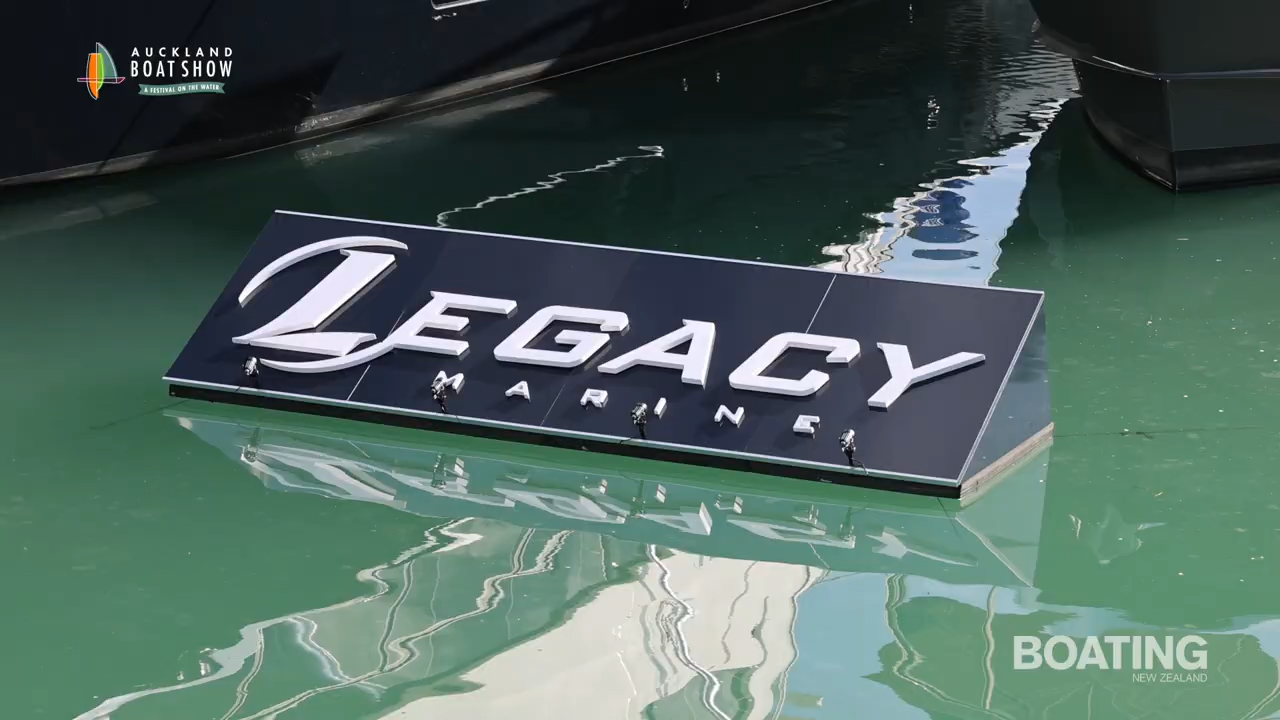 AUCKLAND
BOAT SHOW
A FESTIVAL ON THE WATER
LEGACY
MARINE
BOATING
NEW ZEALAND